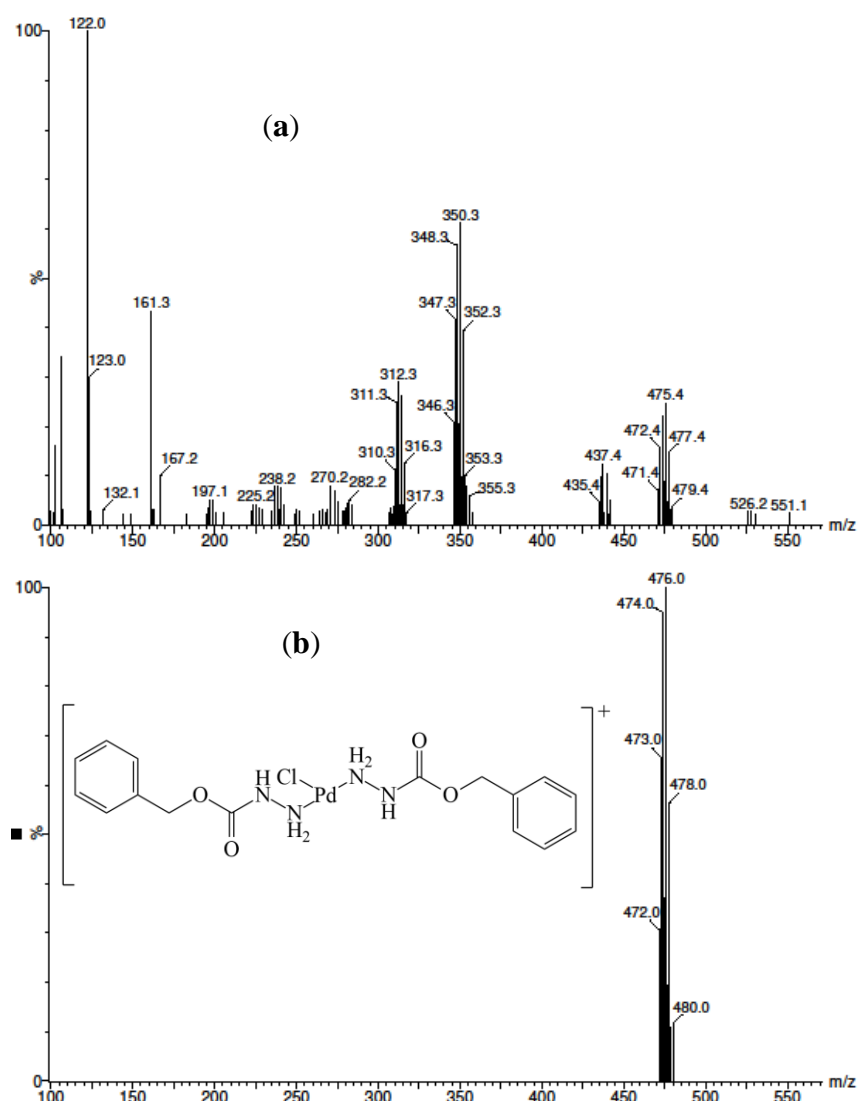 100
122.0
(a)
350.3
348.3
%
161.3
347.3
352.3
123.0
312.3
311.3
475.4
346.3
472.4
477.4
167.2
310.3
316.3
353.3
437.4
132.1
197.1
225.2
238.2
270.2
282.2
317.3
355.3
435.4
471.4
479.4
526.2
551.1
0
100 150 200 250 300 350 400 450 500 550 m/z
100
476.0
474.0
(b)
+
O
H2
Cl
N
473.0
H
Pd
O
N
N
N
O
478.0
H2
H
O
%
472.0
480.0
0
100 150 200 250 300 350 400 450 500 550 m/z